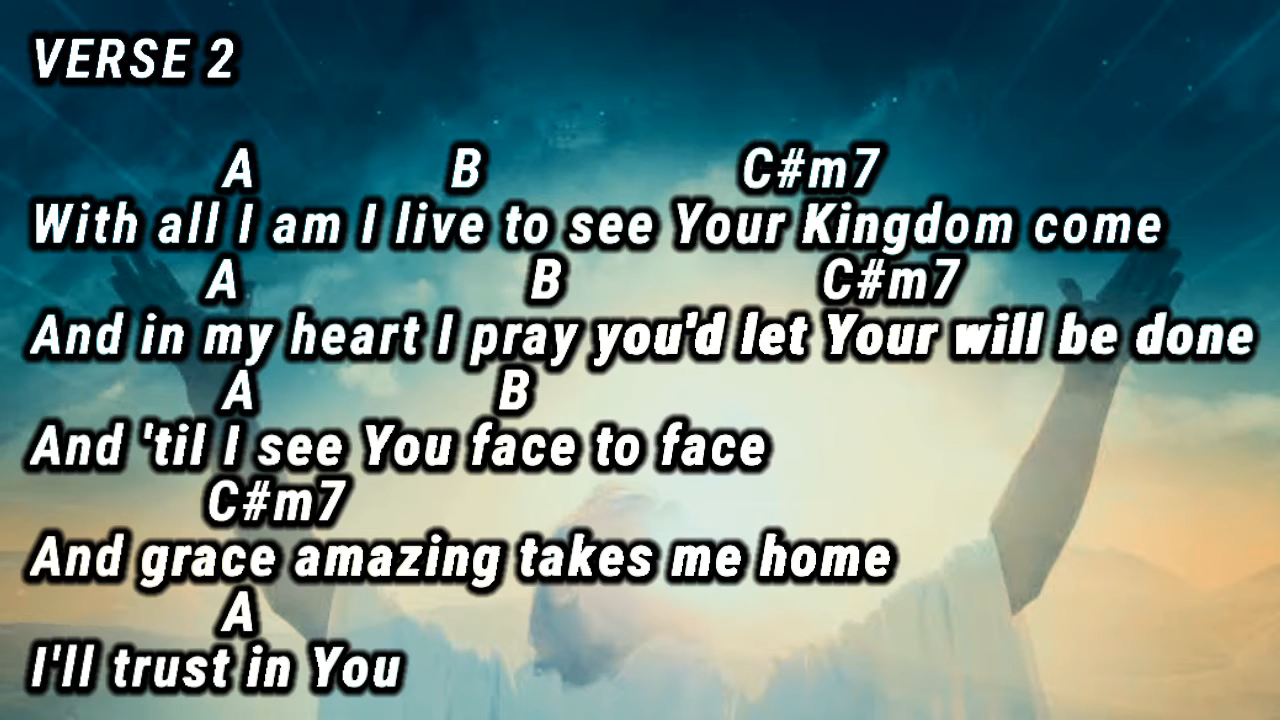 VERSE 2
A B C#m7
With all I am I live to see Your Kingdom come
A B C#m7
And in my heart I pray you'd let Your will be done
A B
And 'til I see You face to face
C#m7
And grace amazing takes me home
A
I'll trust in You